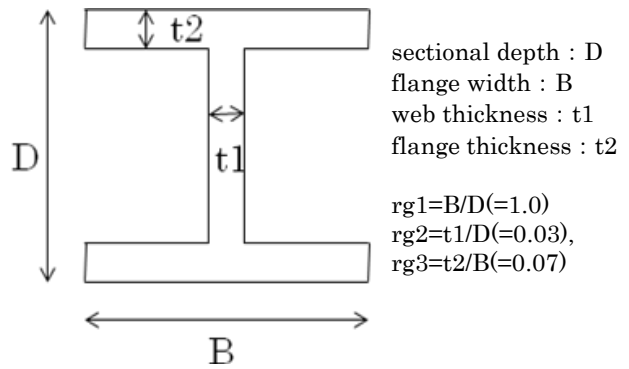 t2
D
t1
B
sectional depth : D
flange width : B
web thickness : t1
flange thickness : t2
rg1=B/D(=1.0)
rg2=t1/D(=0.03),
rg3=t2/B(=0.07)